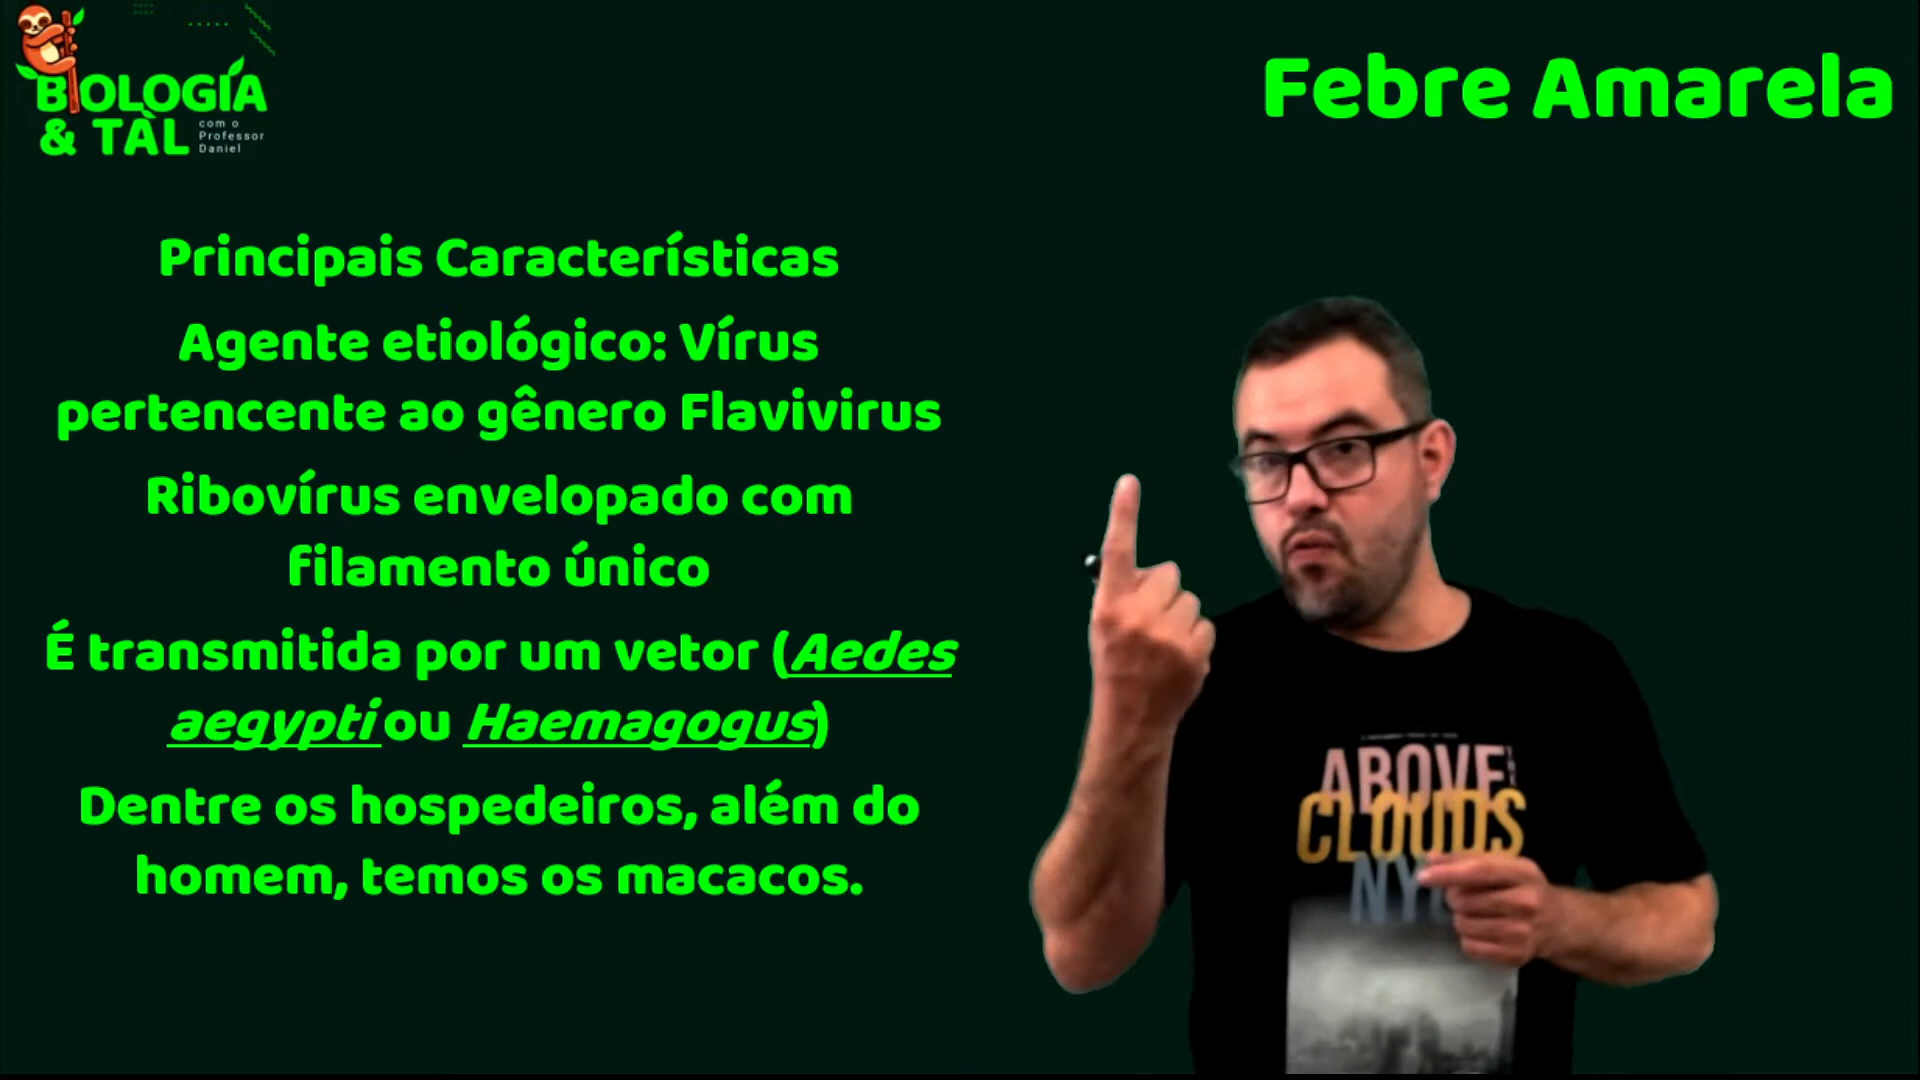 BIOLOGIA
& TAL
com o
Professor
Daniel
Febre Amarela
Principais Características
Agente etiológico: Vírus
pertencente ao gênero Flavivirus
Ribovírus envelopado com
filamento único
É transmitida por um vetor (Aedes
aegypti ou Haemagogus)
Dentre os hospedeiros, além do
homem, temos os macacos.
ABOVE
CLOUDS